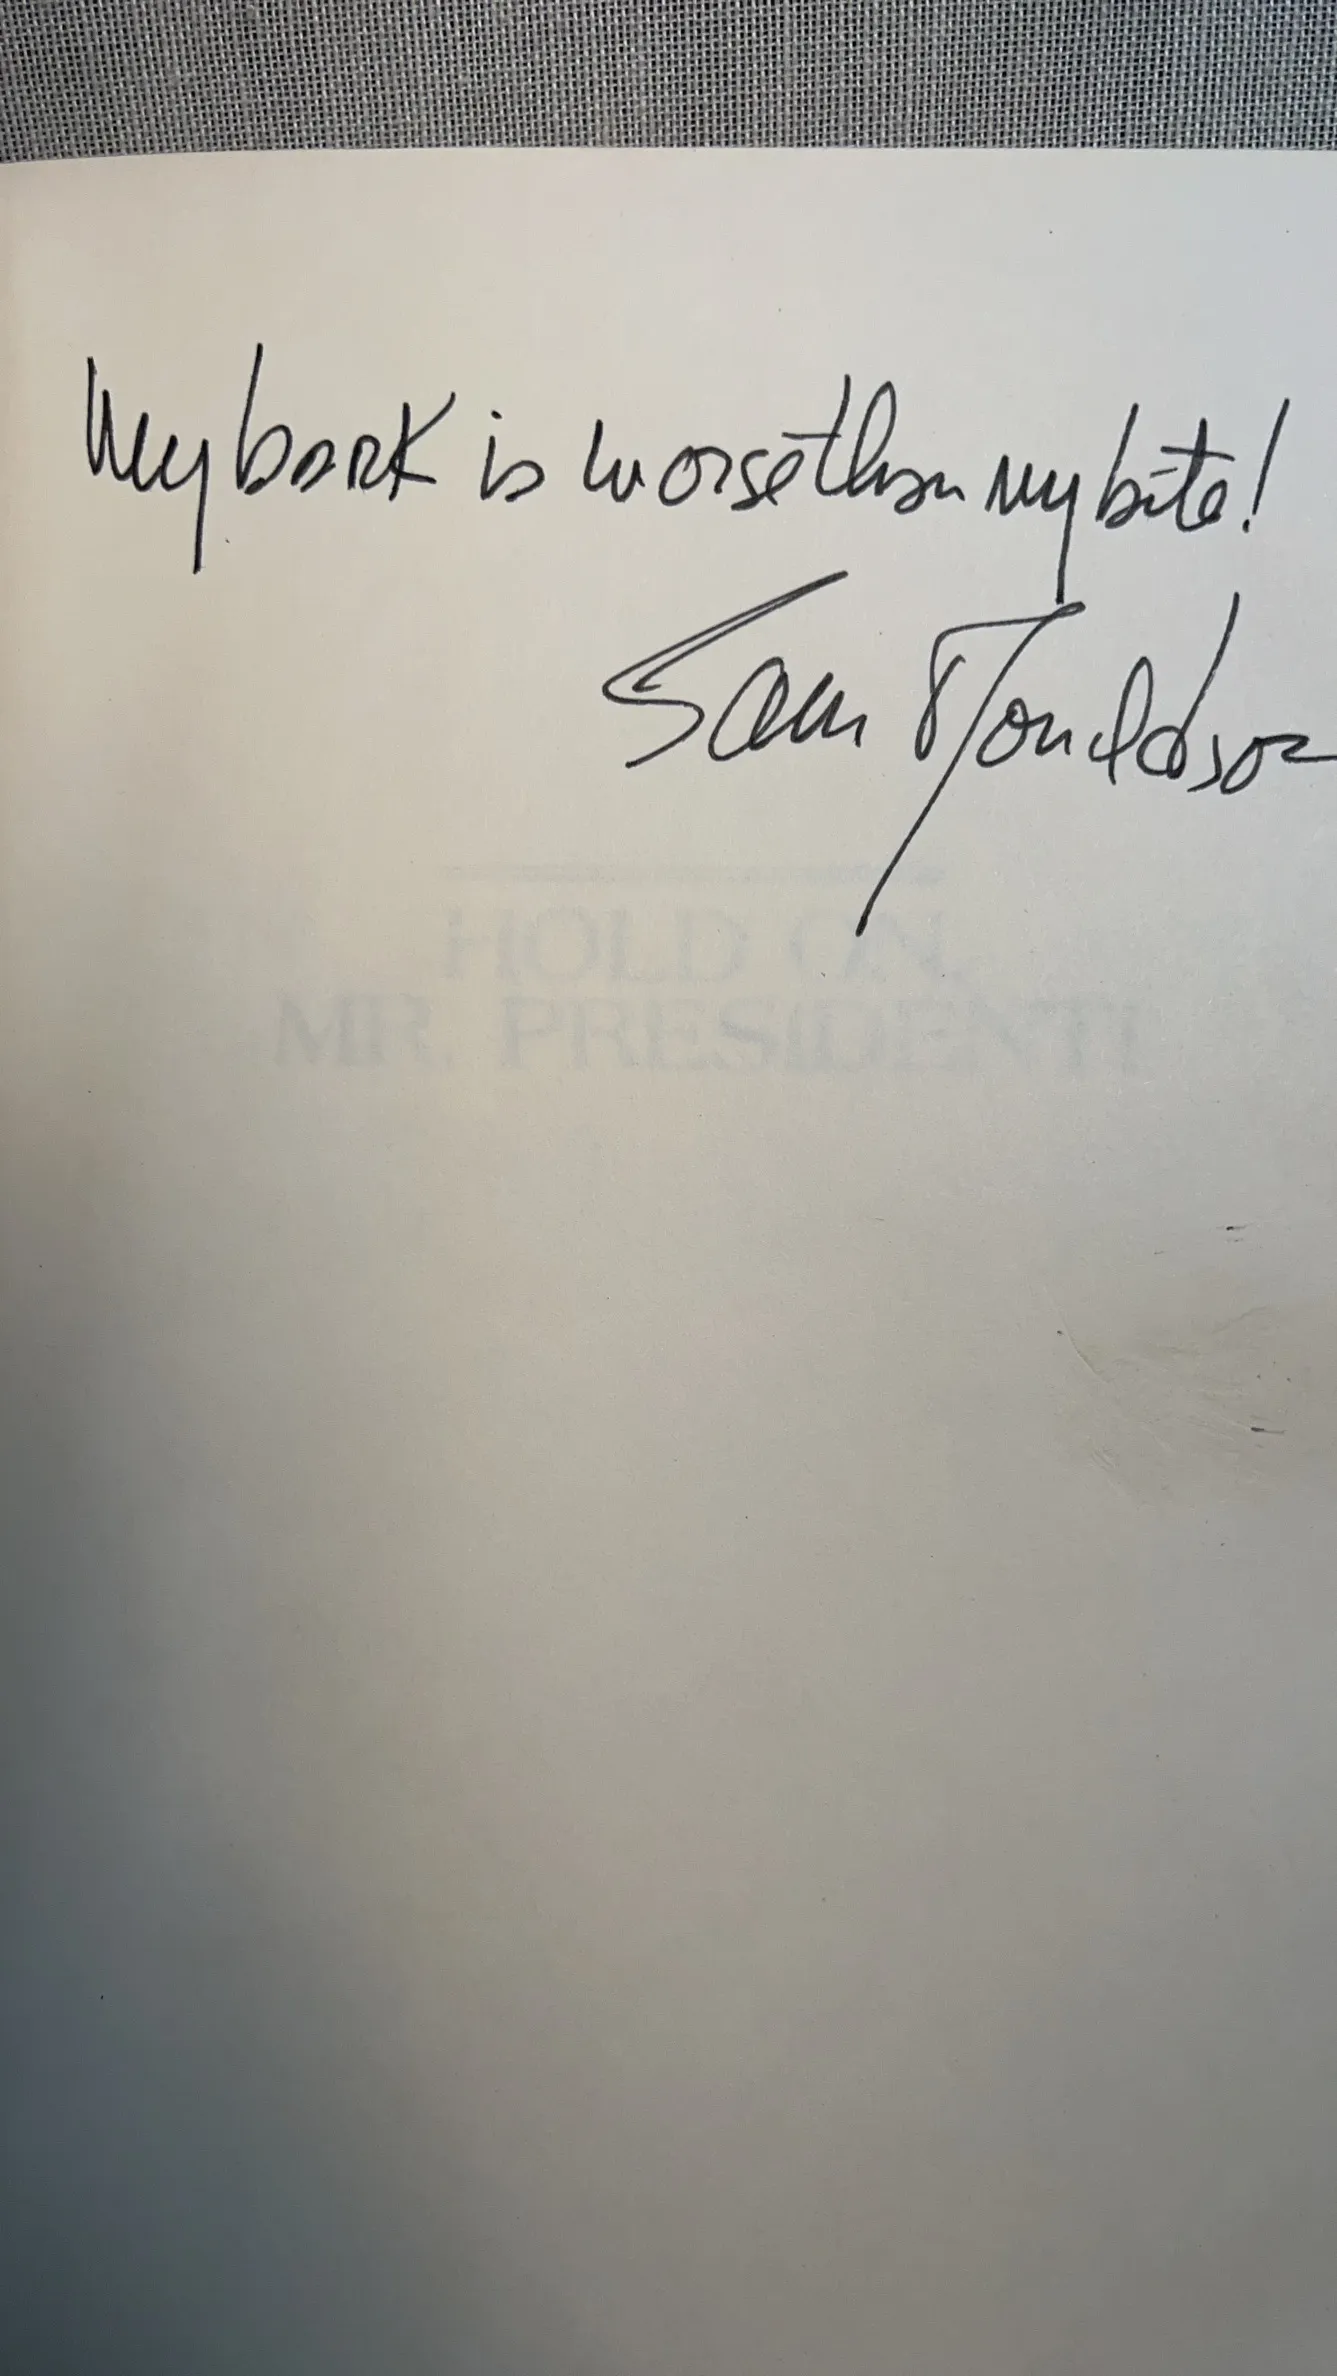 My bark is worse than my bite!
Sam Donaldson
HOLD ON,
MR. PRESIDENT!